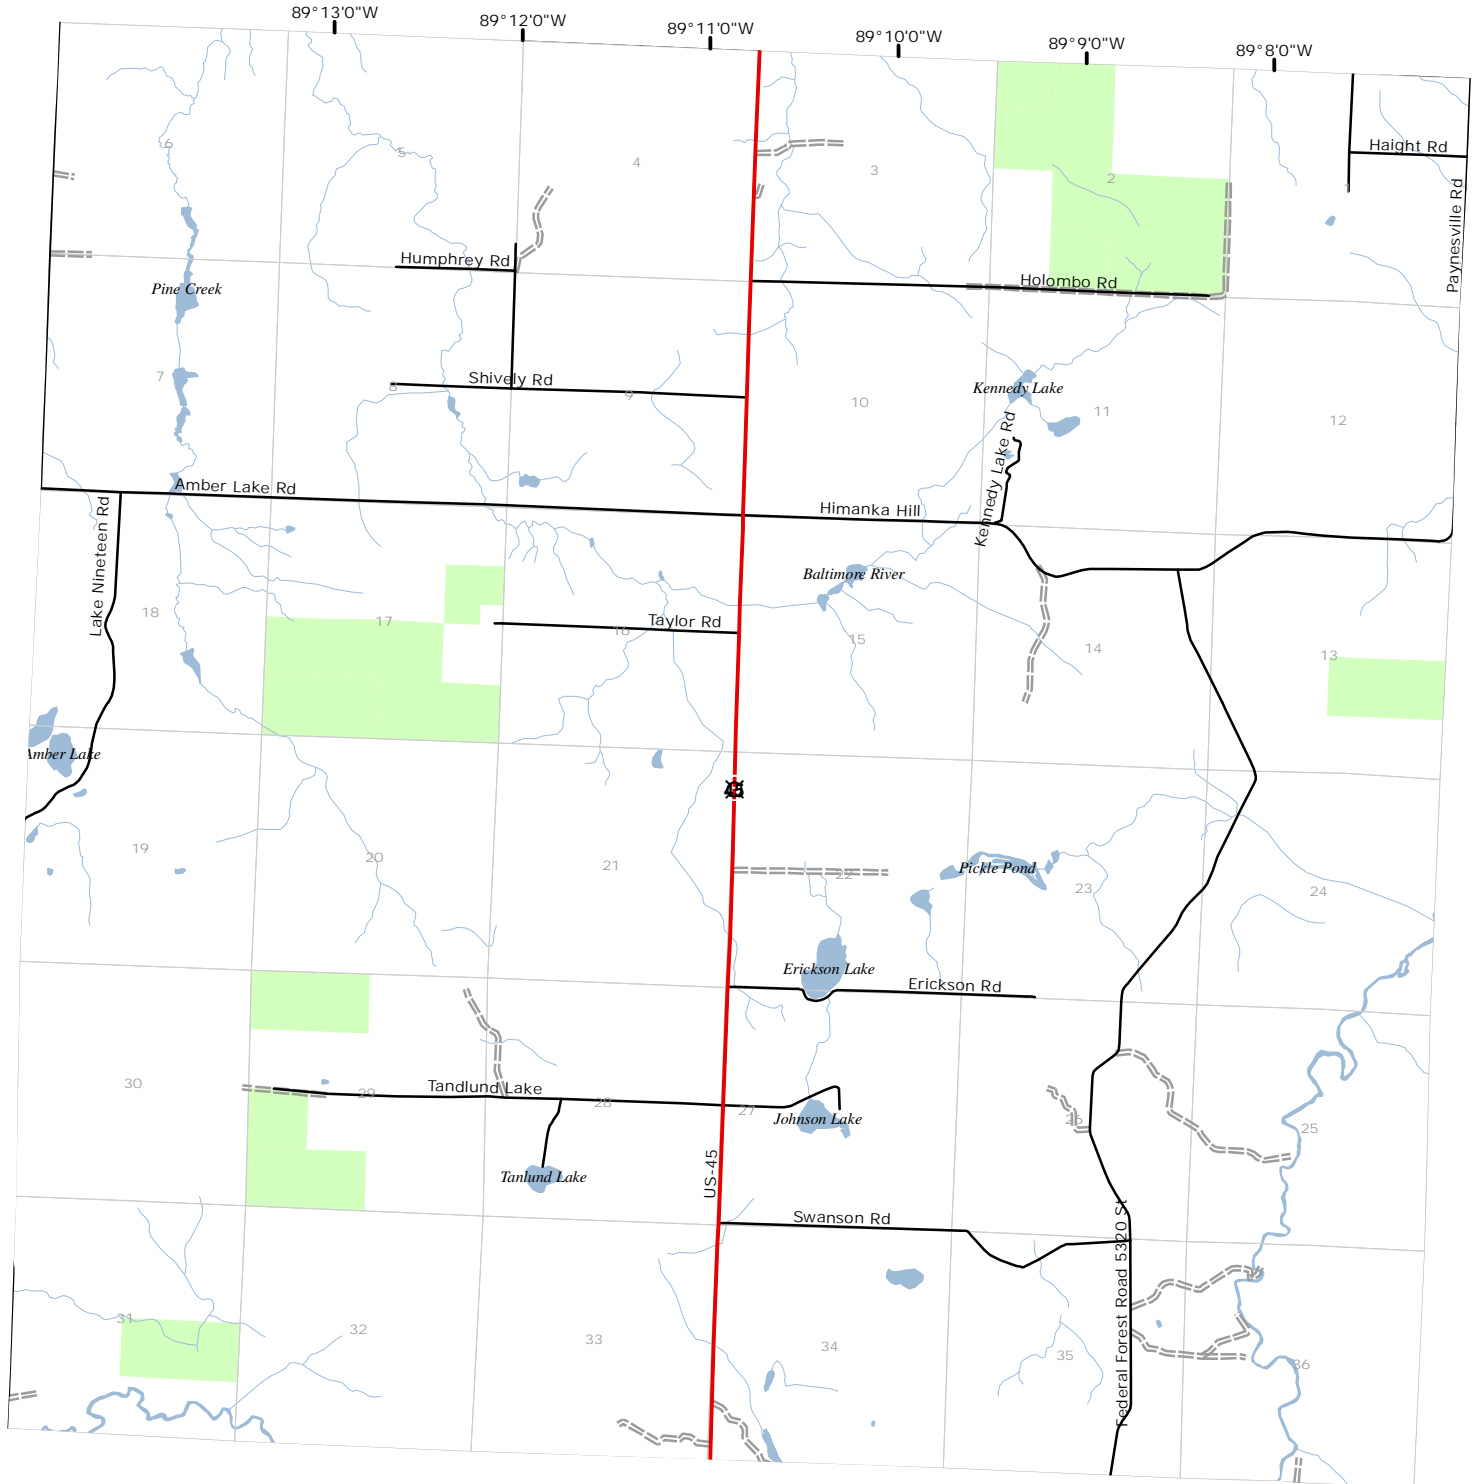 89°13'0"W
89°12'0"W
89°11'0"W
89°10'0"W
89°9'0"W
89°8'0"W
6
5
4
3
2
Haight Rd
Paynesville Rd
Humphrey Rd
Holombo Rd
Pine Creek
7
8
Shively Rd
9
10
Kennedy Lake
11
12
Kennedy Lake Rd
Amber Lake Rd
Himanka Hill
Lake Nineteen Rd
Baltimore River
18
17
16
Taylor Rd
15
14
13
Amber Lake
45
19
20
21
22
Pickle Pond
23
24
Erickson Lake
Erickson Rd
30
29
Tandlund Lake
28
27
Johnson Lake
26
25
Tanlund Lake
US-45
Swanson Rd
Federal Forest Road 5320 St
31
32
33
34
35
36